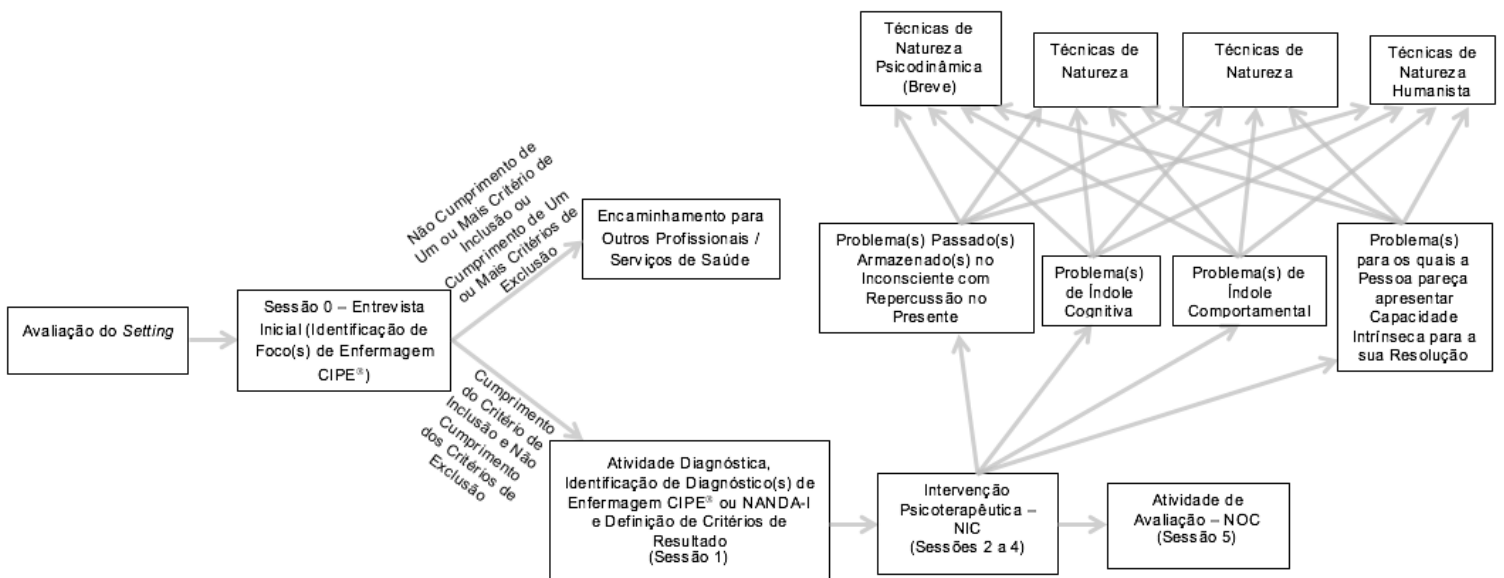 Avaliação do Setting
Sessão 0 – Entrevista
Inicial (Identificação de
Foco(s) de Enfermagem
CIPE®)
Não Cumprimento de
Um ou Mais Critério de
Inclusão ou
Cumprimento de Um
ou Mais Critérios de
Exclusão
Encaminhamento para
Outros Profissionais /
Serviços de Saúde
Cumprimento
do Critério de
Inclusão e Não
Cumprimento
dos Critérios de
Exclusão
Atividade Diagnóstica,
Identificação de Diagnóstico(s) de
Enfermagem CIPE® ou NANDA-I
e Definição de Critérios de
Resultado
(Sessão 1)
Intervenção
Psicoterapêutica –
NIC
(Sessões 2 a 4)
Atividade de
Avaliação – NOC
(Sessão 5)
Problema(s) Passado(s)
Armazenado(s) no
Inconsciente com
Repercussão no
Presente
Problema(s)
de Índole
Cognitiva
Problema(s) de
Índole
Comportamental
Problema(s)
para os quais a
Pessoa pareça
apresentar
Capacidade
Intrínseca para a
sua Resolução
Técnicas de
Natureza
Psicodinâmica
(Breve)
Técnicas de
Natureza
Técnicas de
Natureza
Técnicas de
Natureza
Humanista